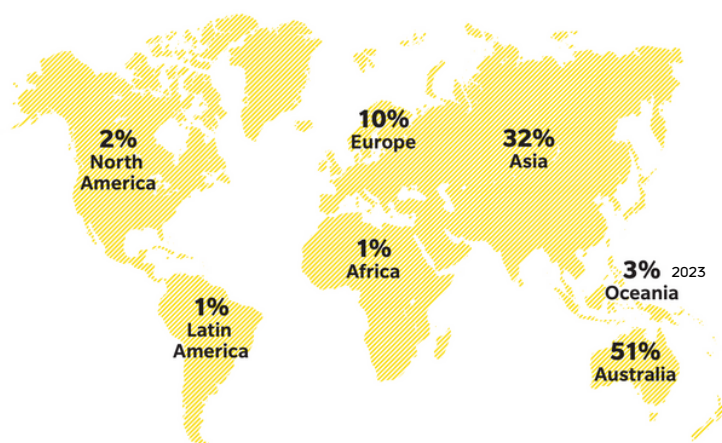 2%
North
America
10%
Europe
32%
Asia
1%
Africa
3% 2023
Oceania
1%
Latin
America
51%
Australia